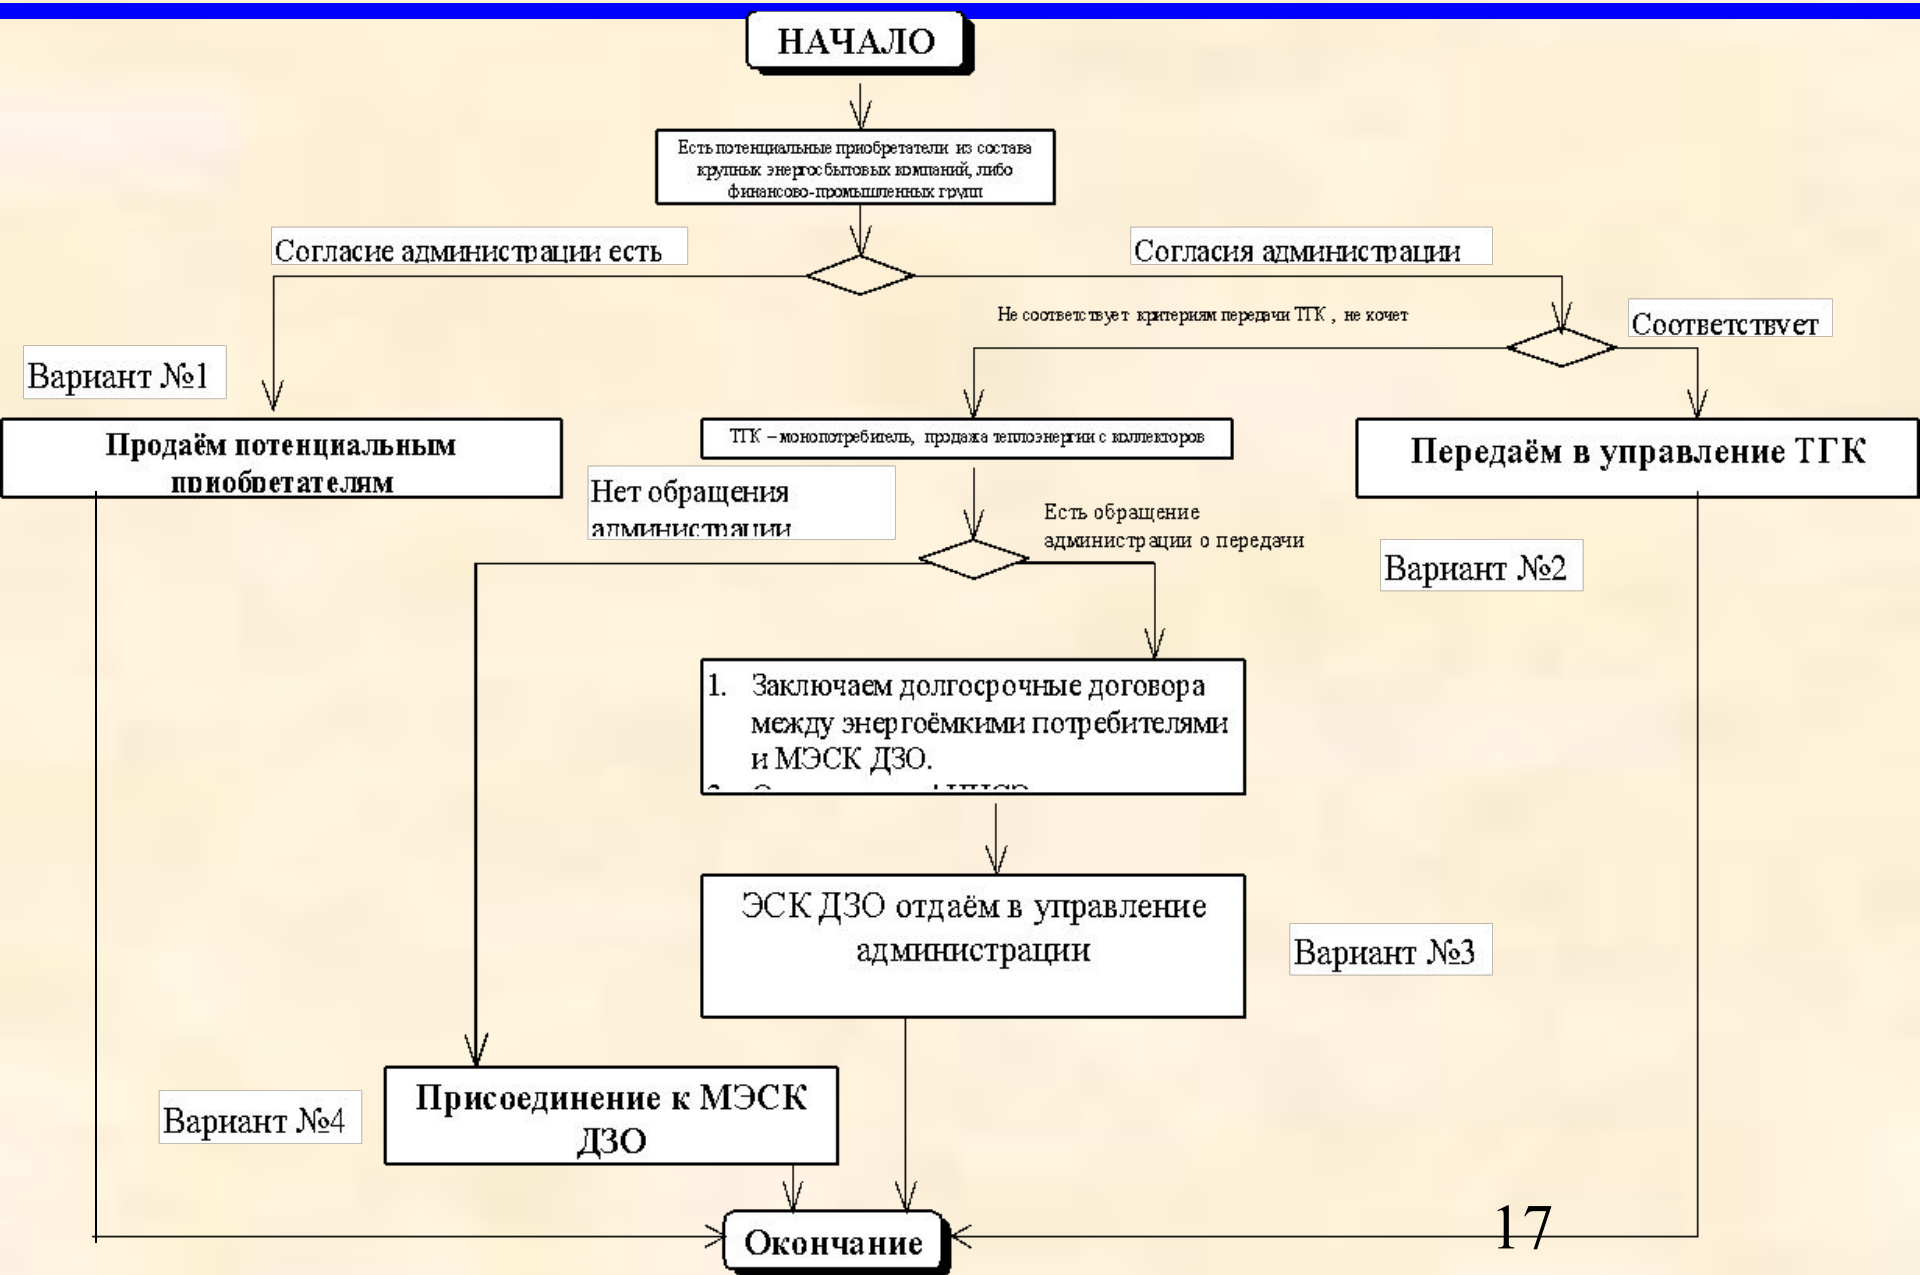 НАЧАЛО
Есть потенциальные приобретатели из состава
крупных энергосбытовых компаний, либо
финансово-промышленных групп
Согласие администрации есть
Согласия администрации
Не соответствует критериям передачи ТГК , не хочет
Соответствует
Вариант №1
Продаём потенциальным
приобретателям
ТГК – монопотребитель, продажа теплоэнергии с коллекторов
Передаём в управление ТГК
Нет обращения
администрации
Есть обращение
администрации о передачи
Вариант №2
1. Заключаем долгосрочные договора
между энергоёмкими потребителями
и МЭСК ДЗО.
ЭСК ДЗО отдаём в управление
администрации
Вариант №3
Присоединение к МЭСК
ДЗО
Вариант №4
Окончание
17